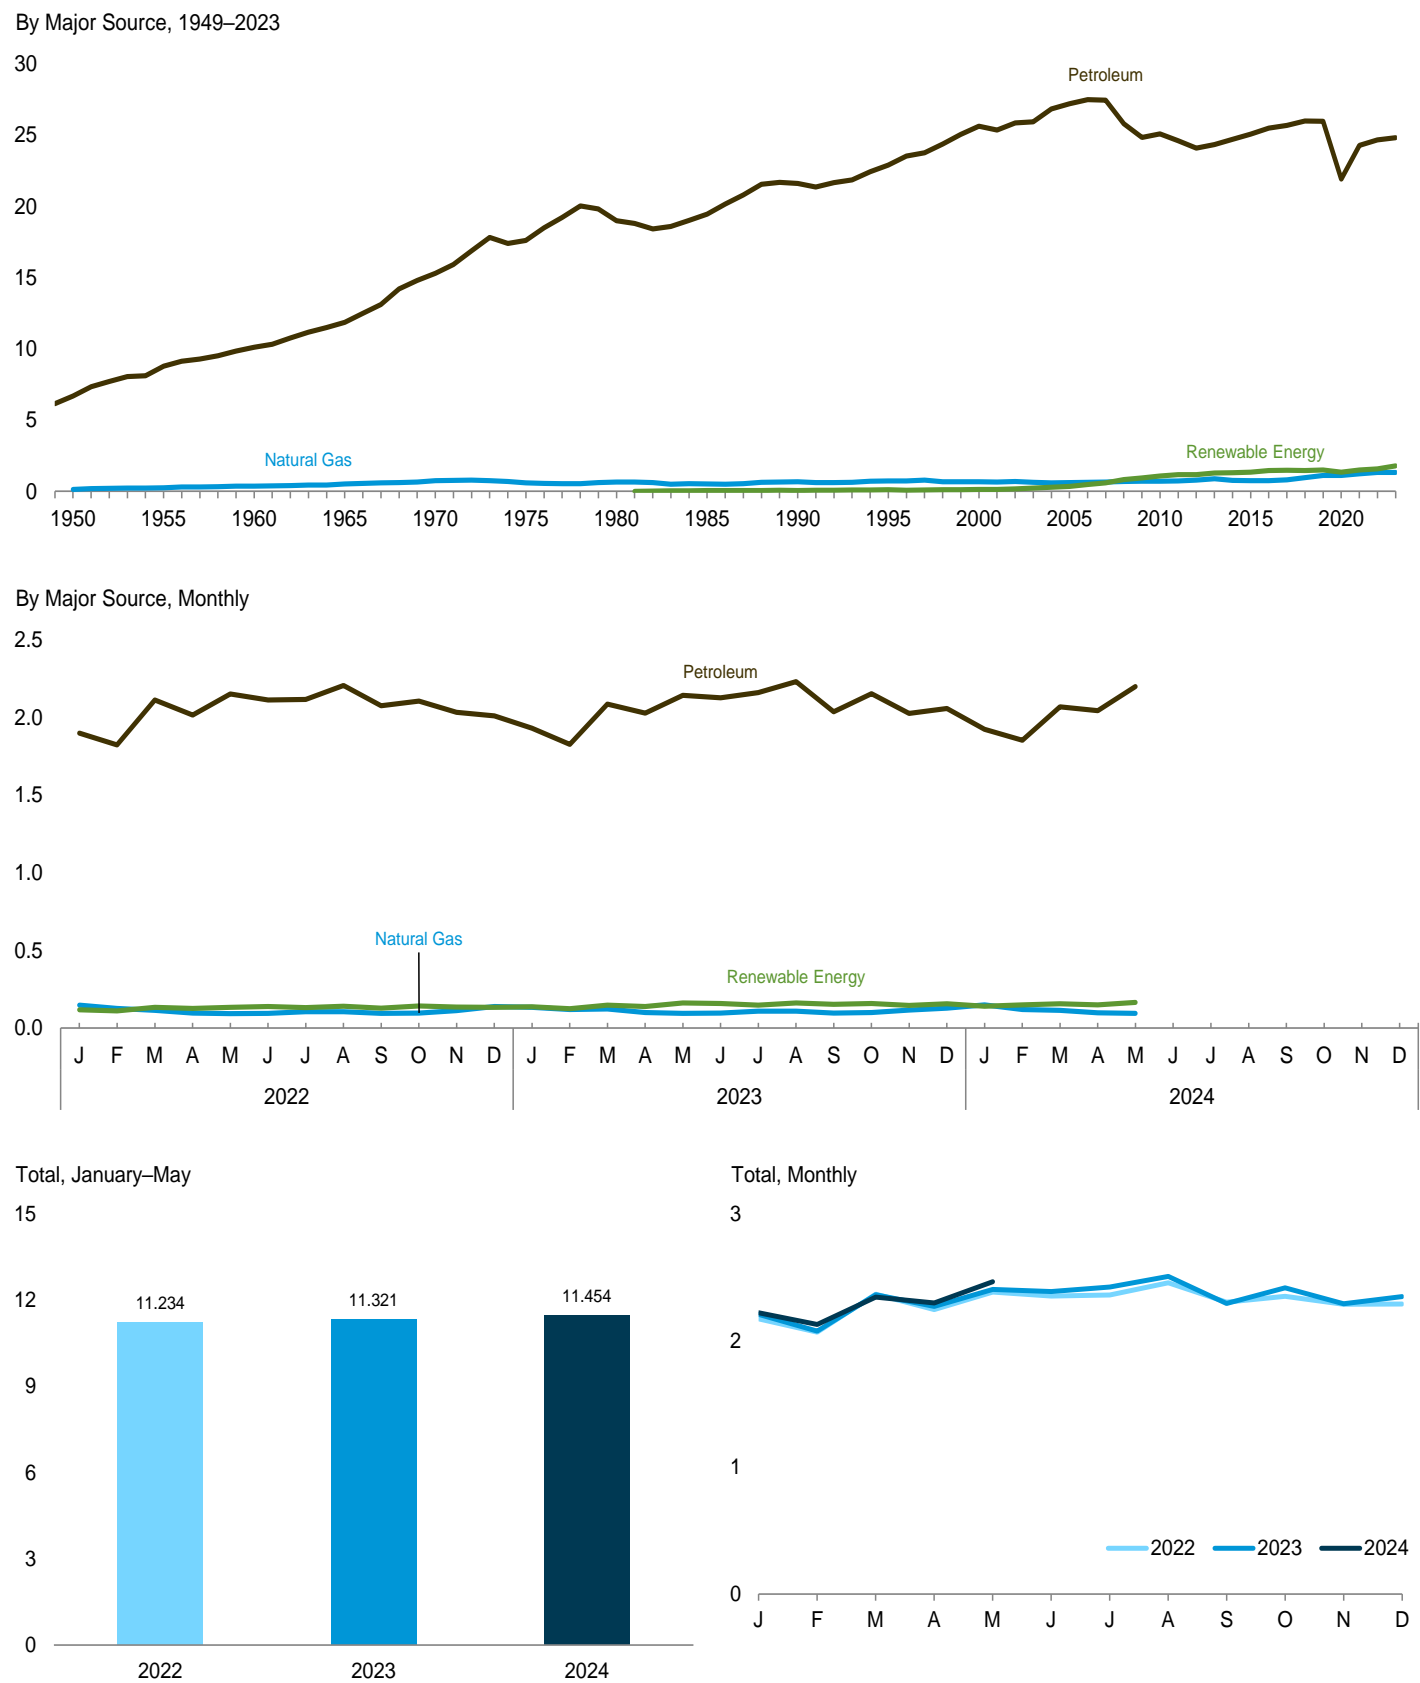 By Major Source, 1949–2023
30
Petroleum
25
20
15
10
5
Natural Gas
Renewable Energy
0
1950 1955 1960 1965 1970 1975 1980 1985 1990 1995 2000 2005 2010 2015 2020
By Major Source, Monthly
2.5
Petroleum
2.0
1.5
1.0
0.5
Natural Gas
Renewable Energy
0.0
J F M A M J J A S O N D J F M A M J J A S O N D J F M A M J J A S O N D
2022 2023 2024
Total, January–May
15
12
11.234
11.321
11.454
9
6
3
0
2022 2023 2024
Total, Monthly
3
2
1
2022 2023 2024
0
J F M A M J J A S O N D